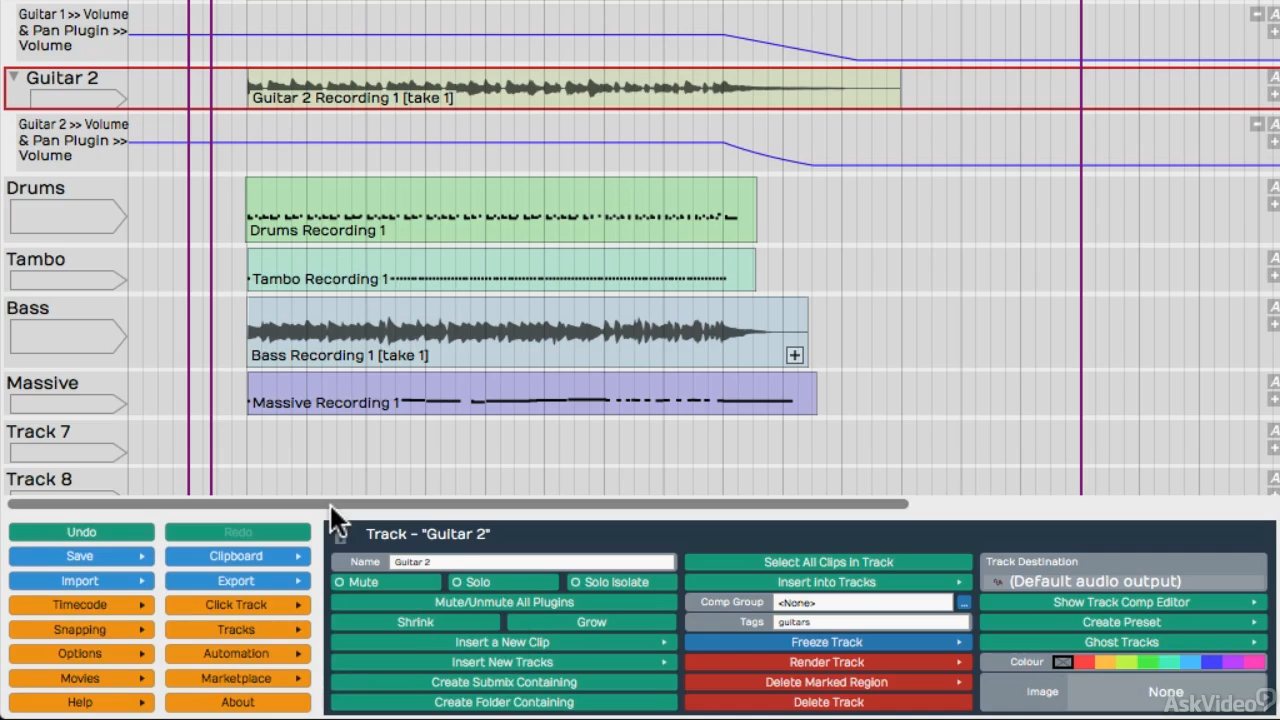 Guitar 1 >> Volume
& Pan Plugin >>
Volume
Guitar 2
Guitar 2 Recording 1 [take 1]
Guitar 2 >> Volume
& Pan Plugin >>
Volume
Drums
Drums Recording 1
Tambo
Tambo Recording 1
Bass
Bass Recording 1 [take 1]
Massive
Massive Recording 1
Track 7
Track 8
Undo
Redo
Save
Clipboard
Import
Export
Timecode
Click Track
Snapping
Tracks
Options
Automation
Movies
Marketplace
Help
About
Track - "Guitar 2"
Name Guitar 2
Mute Solo Solo Isolate
Mute/Unmute All Plugins
Shrink Grow
Insert a New Clip
Insert New Tracks
Create Submix Containing
Create Folder Containing
Select All Clips In Track
Insert Into Tracks
Comp Group <None> ...
Tags guitars
Freeze Track
Render Track
Delete Marked Region
Delete Track
Track Destination
(Default audio output)
Show Track Comp Editor
Create Preset
Ghost Tracks
Colour
Image None
AskVideo